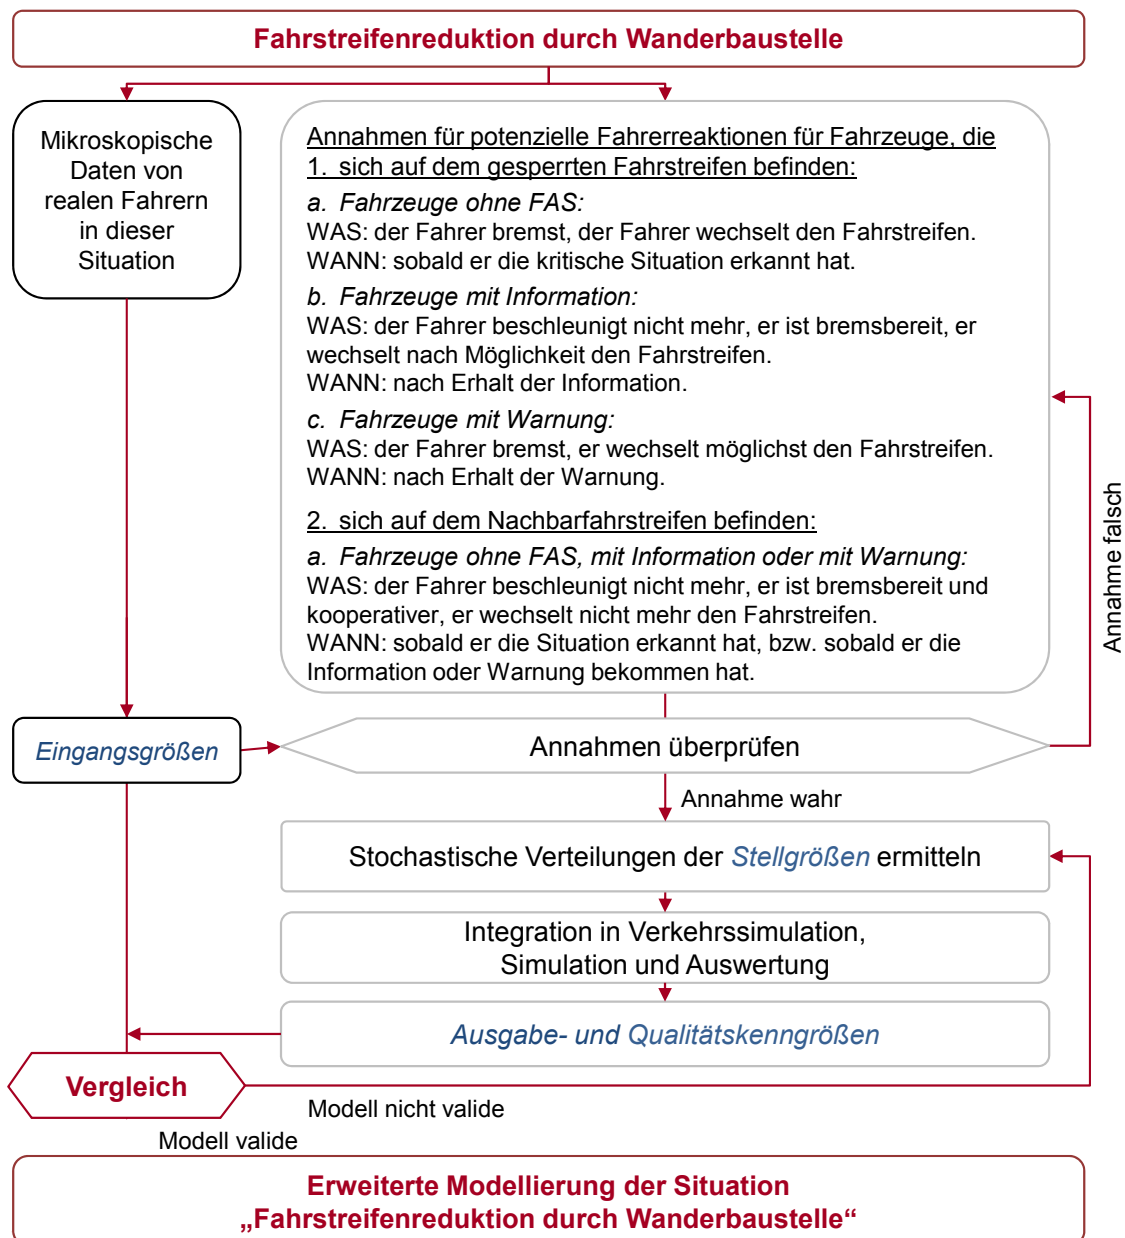 Fahrstreifenreduktion durch Wanderbaustelle
Mikroskopische
Daten von
realen Fahrern
in dieser
Situation
Annahmen für potenzielle Fahrerreaktionen für Fahrzeuge, die
1. sich auf dem gesperrten Fahrstreifen befinden:
a. Fahrzeuge ohne FAS:
WAS: der Fahrer bremst, der Fahrer wechselt den Fahrstreifen.
WANN: sobald er die kritische Situation erkannt hat.
b. Fahrzeuge mit Information:
WAS: der Fahrer beschleunigt nicht mehr, er ist bremsbereit, er
wechselt nach Möglichkeit den Fahrstreifen.
WANN: nach Erhalt der Information.
c. Fahrzeuge mit Warnung:
WAS: der Fahrer bremst, er wechselt möglichst den Fahrstreifen.
WANN: nach Erhalt der Warnung.
2. sich auf dem Nachbarfahrstreifen befinden:
a. Fahrzeuge ohne FAS, mit Information oder mit Warnung:
WAS: der Fahrer beschleunigt nicht mehr, er ist bremsbereit und
kooperativer, er wechselt nicht mehr den Fahrstreifen.
WANN: sobald er die Situation erkannt hat, bzw. sobald er die
Information oder Warnung bekommen hat.
Annahme falsch
Eingangsgrößen
Annahmen überprüfen
Annahme wahr
Stochastische Verteilungen der Stellgrößen ermitteln
Integration in Verkehrssimulation,
Simulation und Auswertung
Ausgabe- und Qualitätskenngrößen
Vergleich
Modell nicht valide
Modell valide
Erweiterte Modellierung der Situation
„Fahrstreifenreduktion durch Wanderbaustelle“